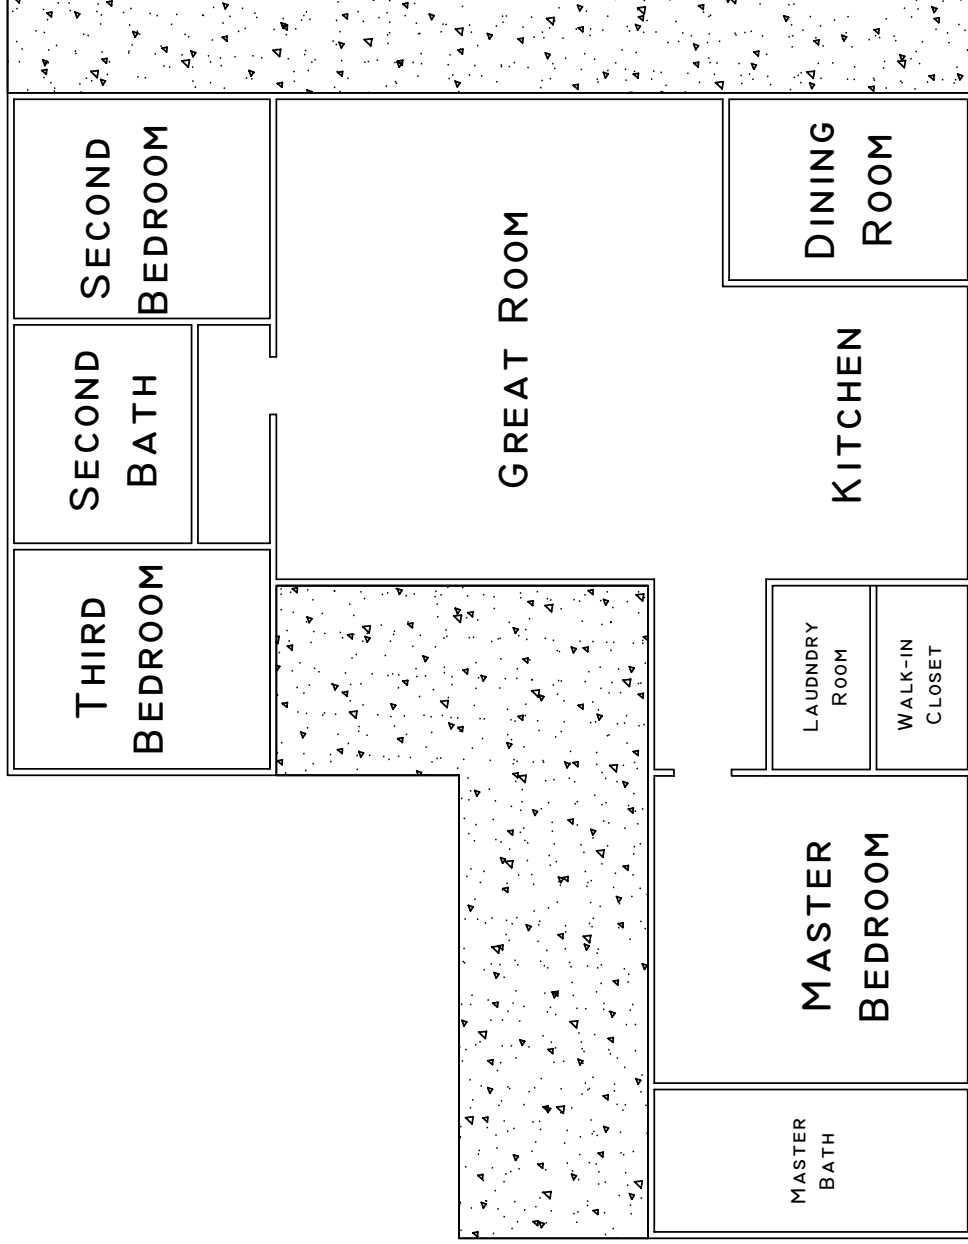 THIRD
BEDROOM
SECOND
BATH
SECOND
BEDROOM
GREAT ROOM
MASTER
BATH
MASTER
BEDROOM
LAUDNDRY
ROOM
WALK-IN
CLOSET
KITCHEN
DINING
ROOM